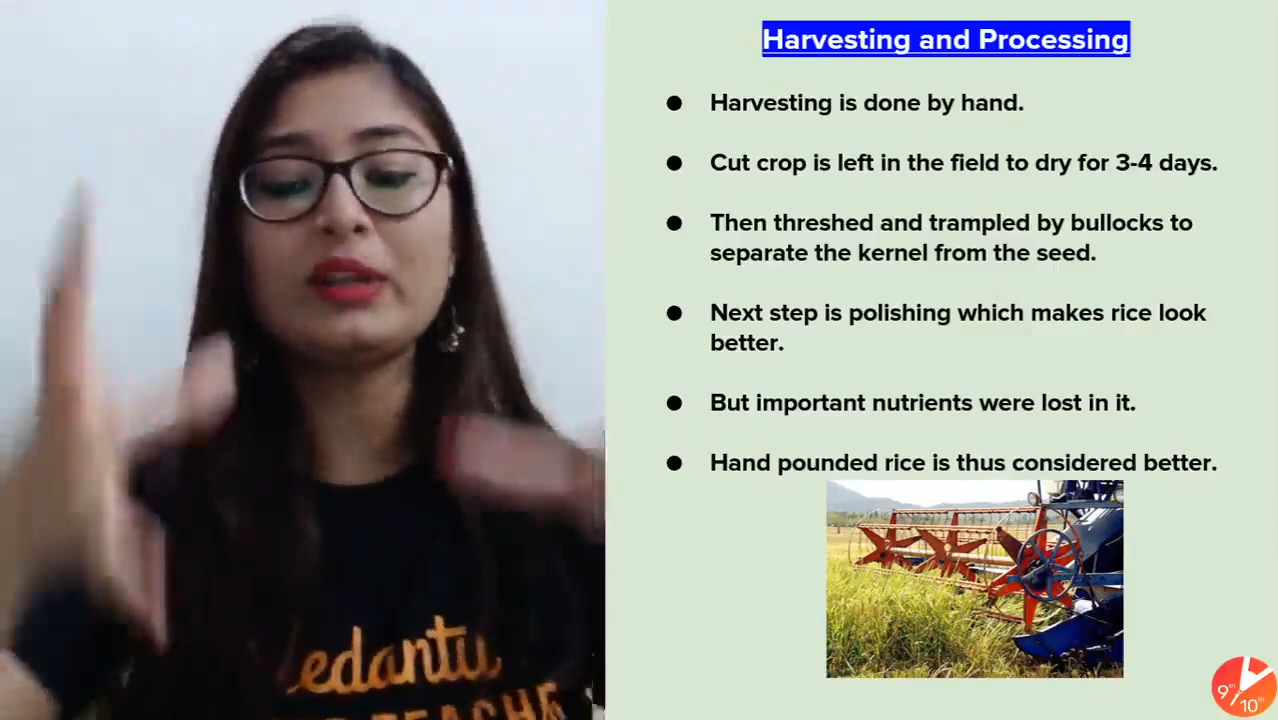 Harvesting and Processing
● Harvesting is done by hand.
● Cut crop is left in the field to dry for 3-4 days.
● Then threshed and trampled by bullocks to
separate the kernel from the seed.
● Next step is polishing which makes rice look
better.
● But important nutrients were lost in it.
● Hand pounded rice is thus considered better.
9th
10th